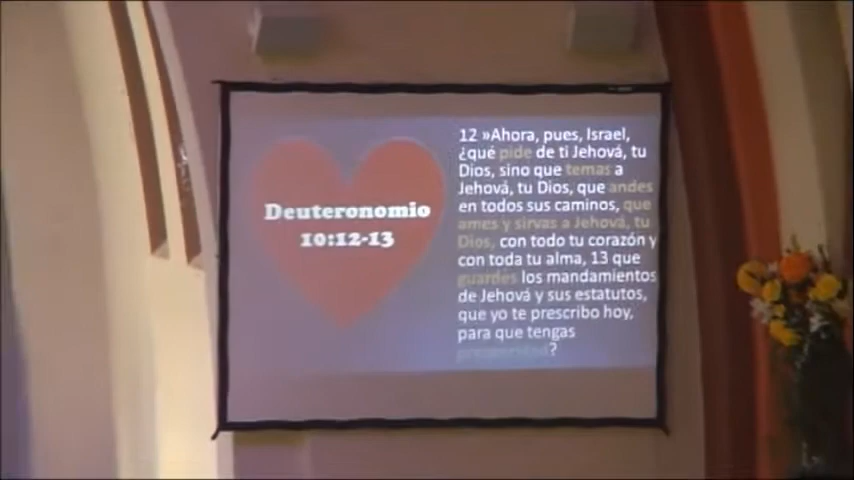 Deuteronomio
10:12-13
12 »Ahora, pues, Israel,
¿qué pide de ti Jehová, tu
Dios, sino que temas a
Jehová, tu Dios, que andes
en todos sus caminos, que
ames y sirvas a Jehová, tu
Dios, con todo tu corazón y
con toda tu alma, 13 que
guardes los mandamientos
de Jehová y sus estatutos,
que yo te prescribo hoy,
para que tengas
prosperidad?